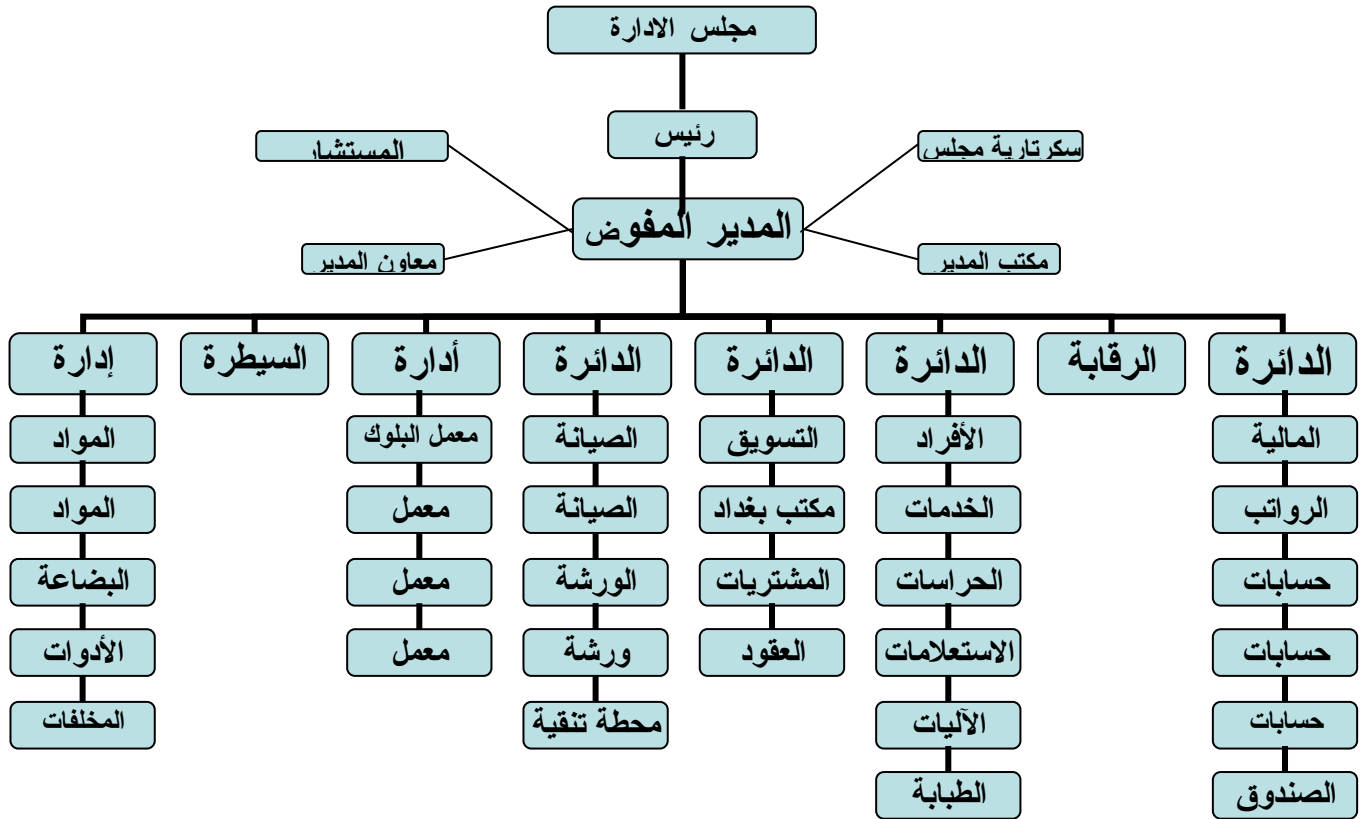 مجلس الادارة
رئيس
سكرتارية مجلس
المستشار
المدير المفوض
مكتب المدير
معاون المدير
الدائرة
الرقابة
الدائرة
الدائرة
الدائرة
أدارة
السيطرة
إدارة
المالية
الأفراد
التسويق
الصيانة
معمل البلوك
المواد
الرواتب
الخدمات
مكتب بغداد
الصيانة
معمل
المواد
حسابات
الحراسات
المشتريات
الورشة
معمل
البضاعة
حسابات
الاستعلامات
العقود
ورشة
معمل
الأدوات
حسابات
الآليات
محطة تنقية
المخلفات
الصندوق
الطبابة